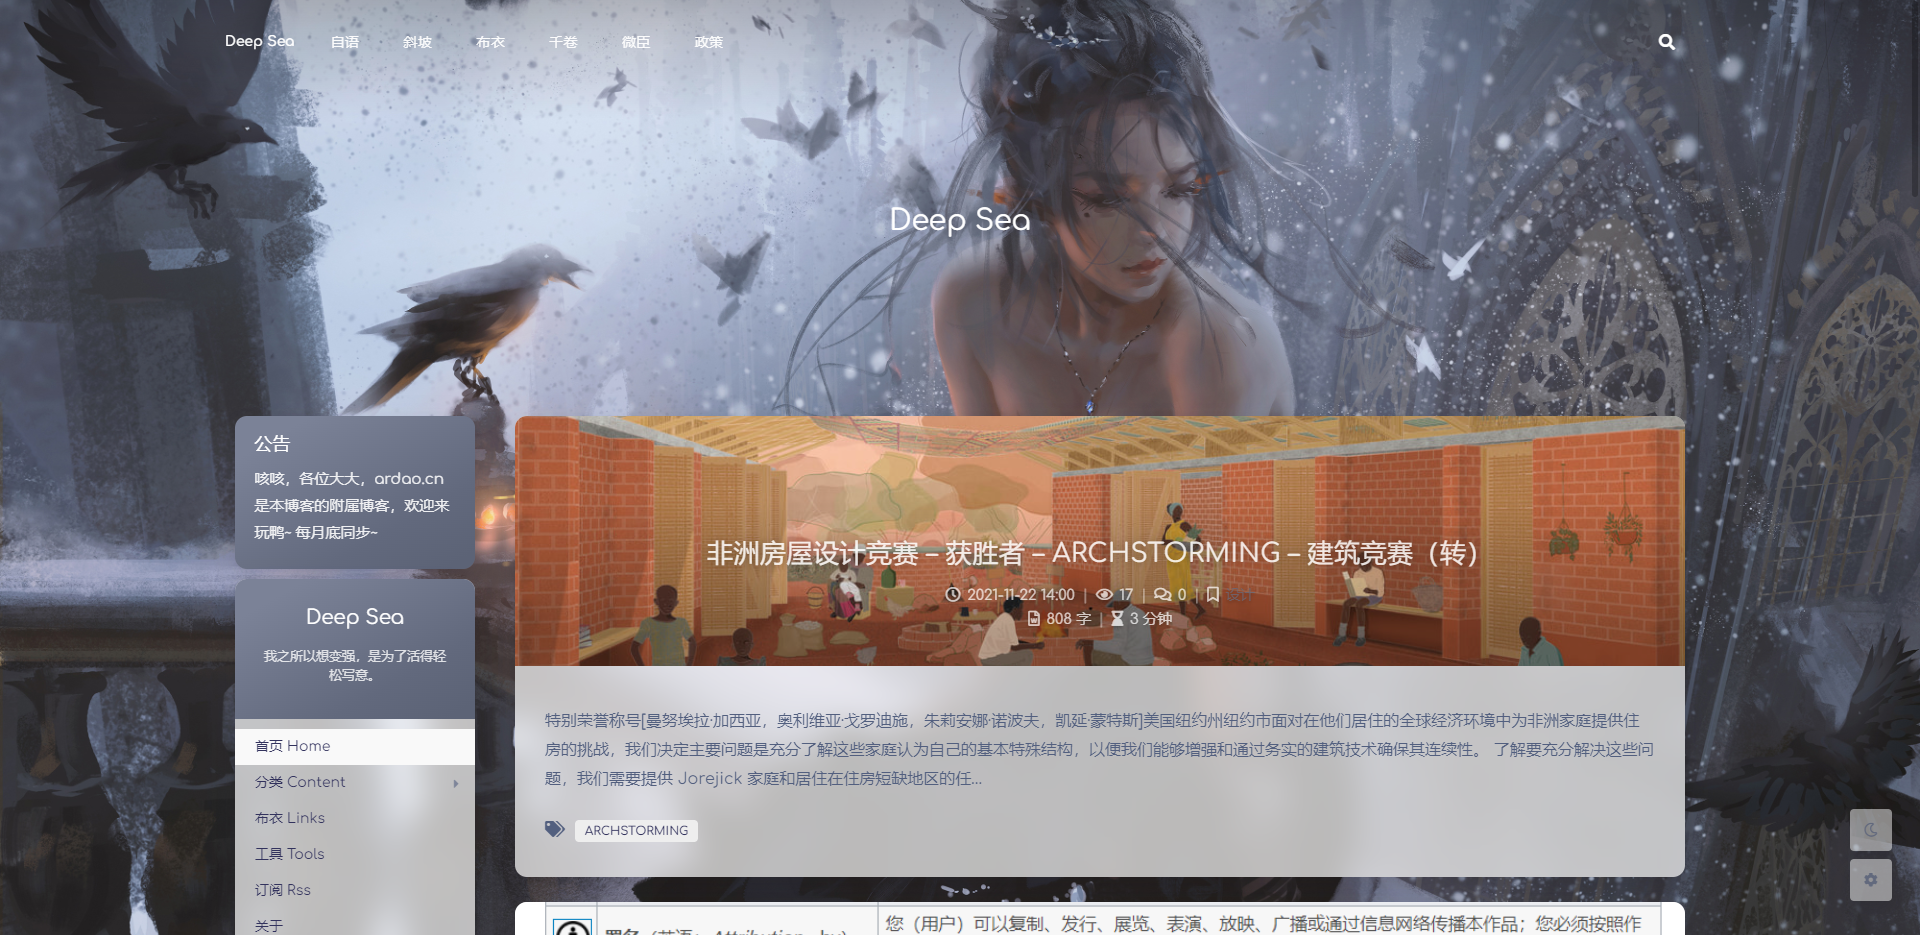 Deep Sea 自语 斜坡 布衣 千卷 微臣 政策
Deep Sea
公告
咳咳，各位大大，ardao.cn
是本博客的附属博客，欢迎来
玩鸭~ 每月底同步~
Deep Sea
我之所以想变强，是为了活得轻
松写意。
首页 Home
分类 Content
布衣 Links
工具 Tools
订阅 Rss
关于
非洲房屋设计竞赛 – 获胜者 – ARCHSTORMING – 建筑竞赛（转）
2021-11-22 14:00 | 17 | 0 | 设计
808 字 | 3 分钟
特别荣誉称号[曼努埃拉·加西亚，奥利维亚·戈罗迪施，朱莉安娜·诺波夫，凯延·蒙特斯]美国纽约州纽约市面对在他们居住的全球经济环境中为非洲家庭提供住
房的挑战，我们决定主要问题是充分了解这些家庭认为自己的基本特殊结构，以便我们能够增强和通过务实的建筑技术确保其连续性。 了解要充分解决这些问
题，我们需要提供 Jorejick 家庭和居住在住房短缺地区的任...
ARCHSTORMING
您（用户）可以复制、发行、展览、表演、放映、广播或通过信息网络传播本作品；您必须按照作